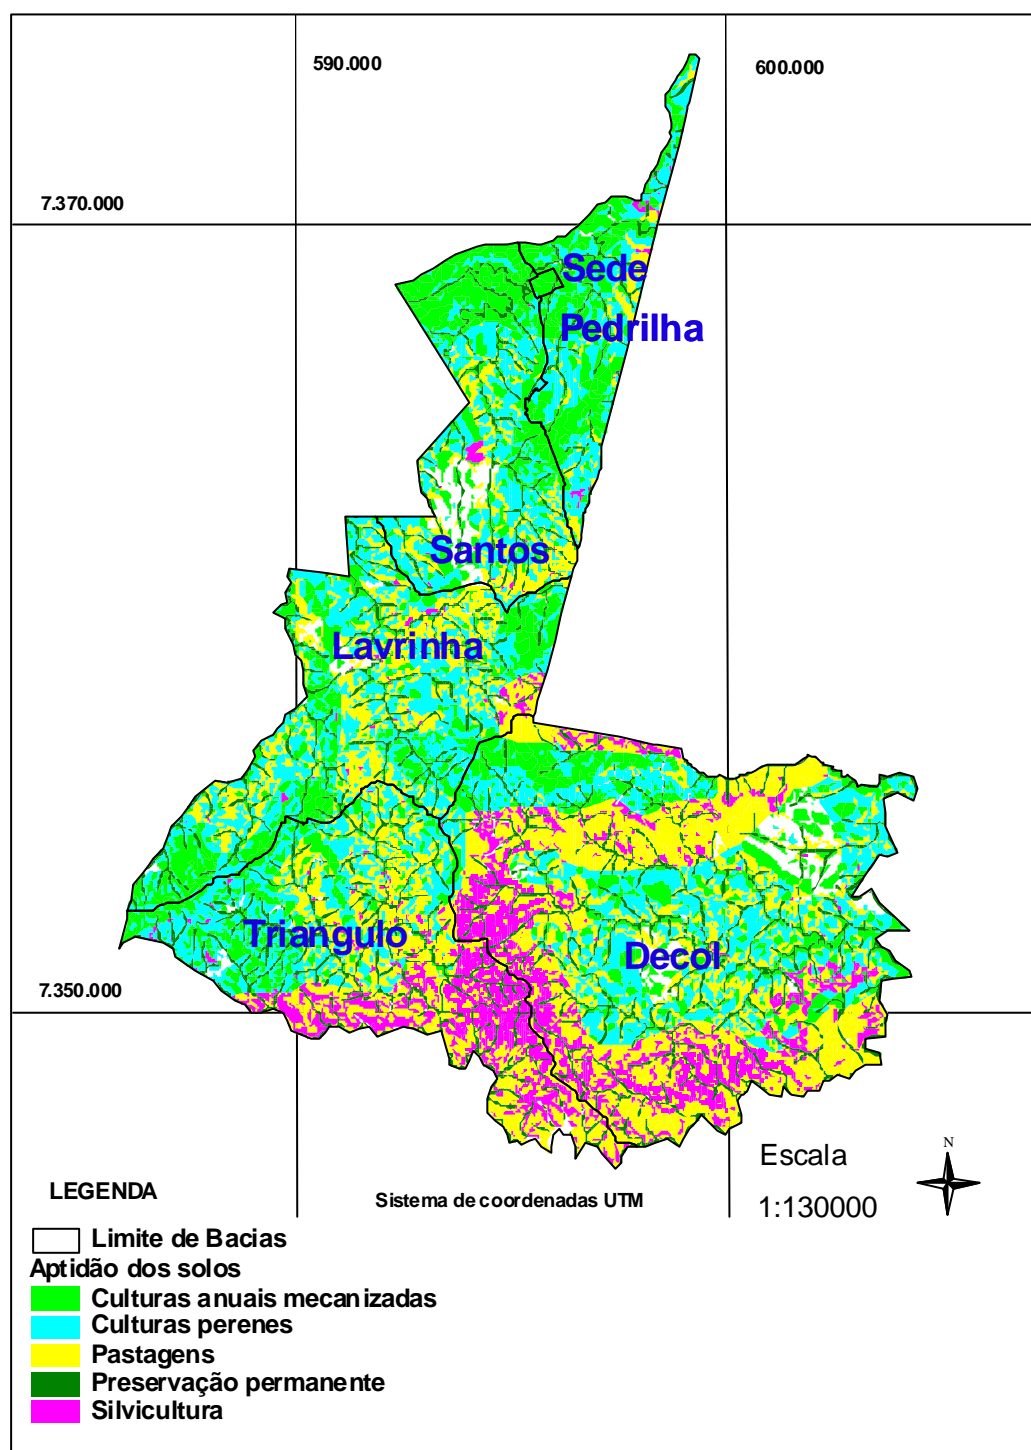 590.000
600.000
7.370.000
Sede
Pedrilha
Santos
Lavrinha
Triangulo
Decol
7.350.000
Escala
1:130000
N
LEGENDA
Sistema de coordenadas UTM
Limite de Bacias
Aptidão dos solos
Culturas anuais mecanizadas
Culturas perenes
Pastagens
Preservação permanente
Silvicultura